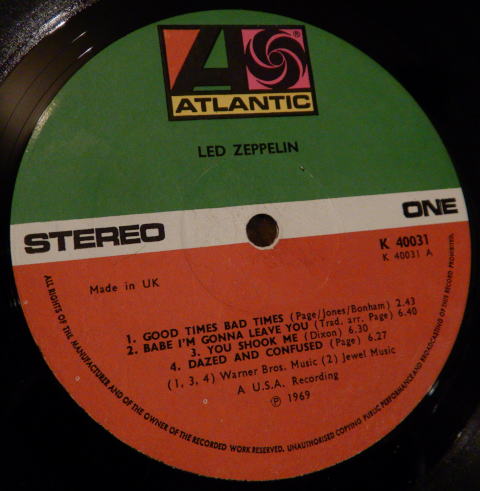 ATLANTIC
LED ZEPPELIN
STEREO
ONE
K 40031
K 40031 A
Made in UK
1. GOOD TIMES BAD TIMES (Page/Jones/Bonham) 2.43
2. BABE I'M GONNA LEAVE YOU (Trad. arr. Page) 6.40
3. YOU SHOOK ME (Dixon) 6.30
4. DAZED AND CONFUSED (Page) 6.27
(1, 3, 4) Warner Bros. Music (2) Jewel Music
A U.S.A. Recording
℗ 1969
ALL RIGHTS OF THE MANUFACTURER AND OF THE OWNER OF THE RECORDED WORK RESERVED. UNAUTHORISED COPYING PUBLIC PERFORMANCE AND BROADCASTING OF THIS RECORD PROHIBITED.